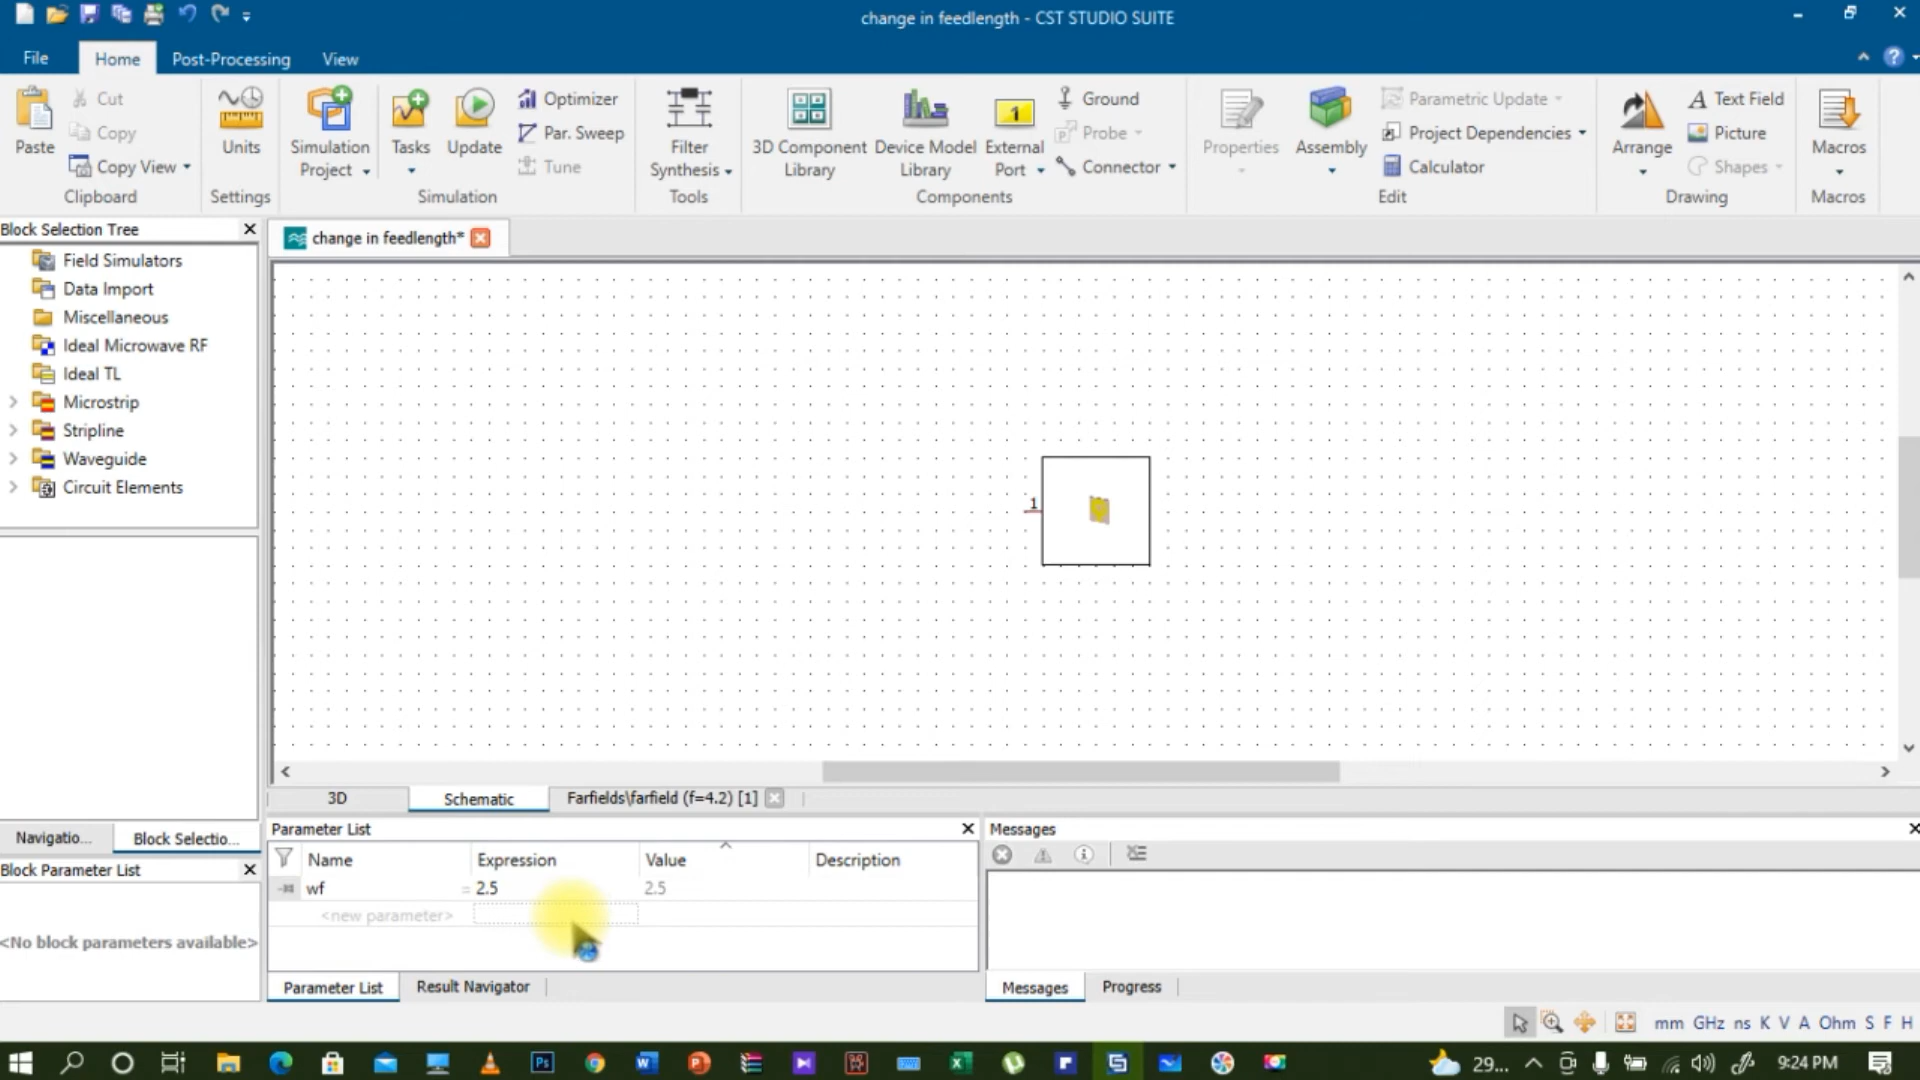 change in feedlength - CST STUDIO SUITE
File
Home
Post-Processing
View
Paste
Cut
Copy
Copy View
Clipboard
Units
Settings
Simulation
Project
Tasks
Update
Optimizer
Par. Sweep
Tune
Simulation
Filter
Synthesis
Tools
3D Component
Library
Device Model
Library
1
External
Port
Ground
Probe
Connector
Components
Properties
Assembly
Parametric Update
Project Dependencies
Calculator
Edit
Arrange
A Text Field
Picture
Shapes
Drawing
Macros
Macros
Block Selection Tree
change in feedlength*
Field Simulators
Data Import
Miscellaneous
Ideal Microwave RF
Ideal TL
Microstrip
Stripline
Waveguide
Circuit Elements
1
3D
Schematic
Farfields\farfield (f=4.2) [1]
Navigatio...
Block Selectio...
Block Parameter List
<No block parameters available>
Parameter List
Name
Expression
Value
Description
wf
= 2.5
2.5
<new parameter>
Parameter List
Result Navigator
Messages
Messages
Progress
mm GHz ns K V A Ohm S F H
29...
9:24 PM